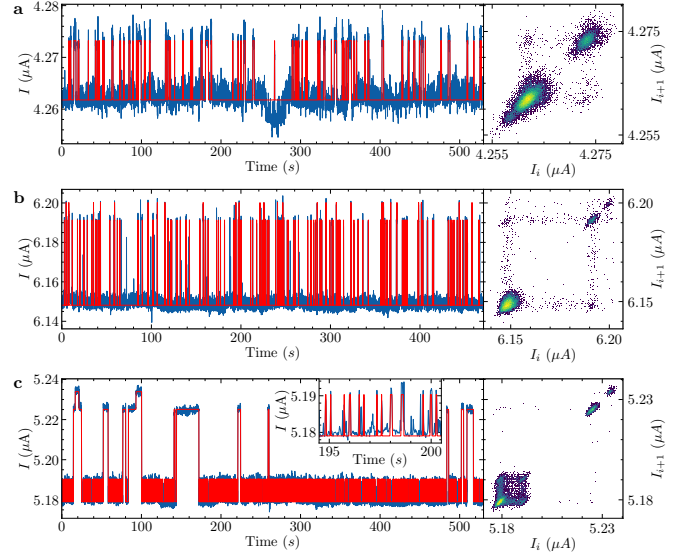 a
4.28
4.27
4.26
I (μA)
0 100 200 300 400 500
Time (s)
4.275
4.255
I_{i+1} (μA)
4.255 4.275
I_i (μA)
b
6.20
6.18
6.16
6.14
I (μA)
0 100 200 300 400
Time (s)
6.20
6.15
I_{i+1} (μA)
6.15 6.20
I_i (μA)
c
5.24
5.22
5.20
5.18
I (μA)
0 100 200 300 400 500
Time (s)
5.19
5.18
I (μA)
195 200
Time (s)
5.23
5.18
I_{i+1} (μA)
5.18 5.23
I_i (μA)